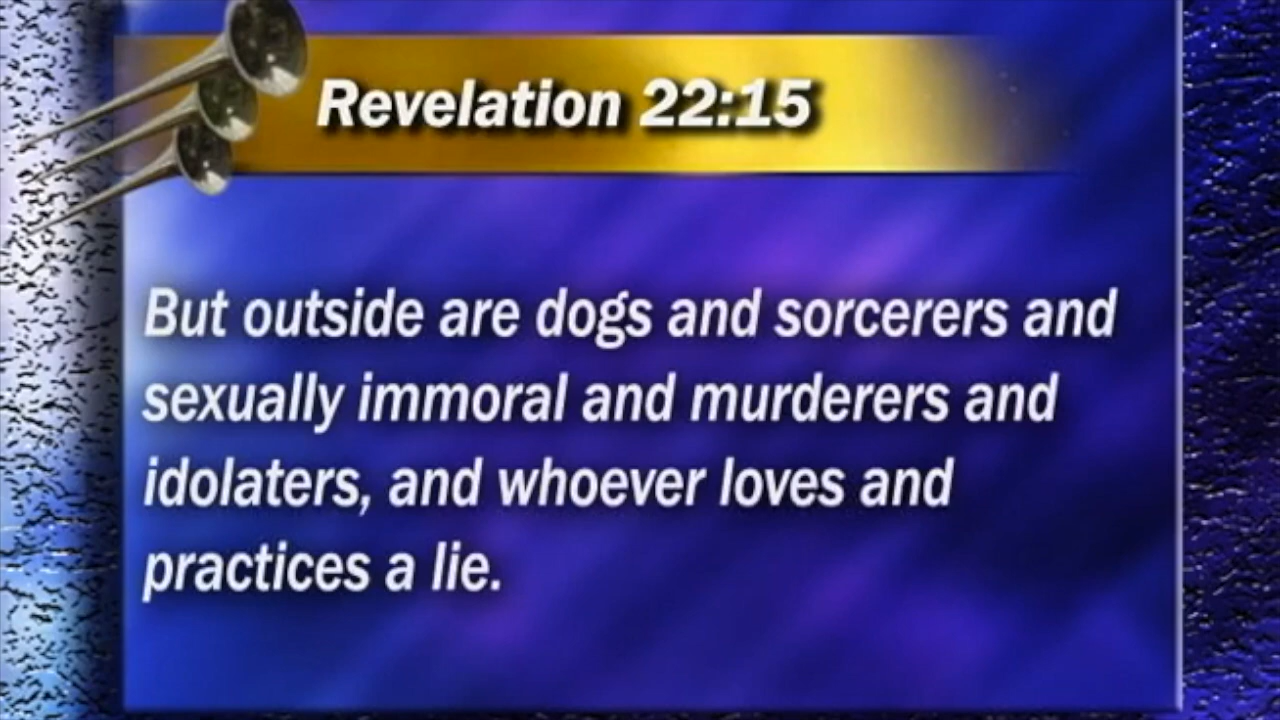 Revelation 22:15
But outside are dogs and sorcerers and
sexually immoral and murderers and
idolaters, and whoever loves and
practices a lie.